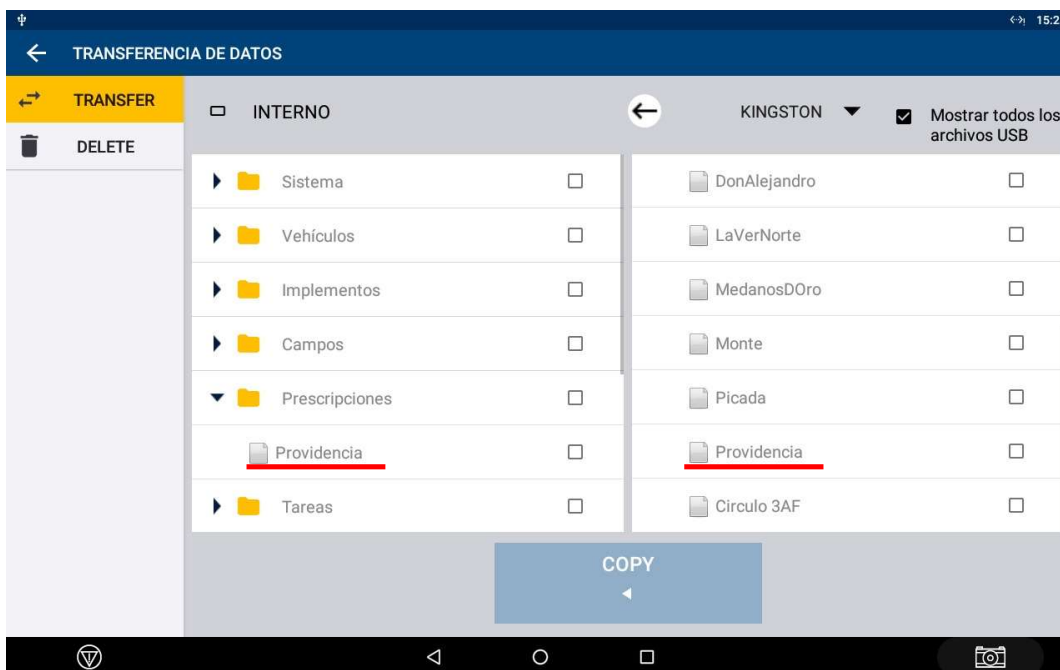 15:2
TRANSFERENCIA DE DATOS
TRANSFER
DELETE
INTERNO
KINGSTON
Mostrar todos los
archivos USB
Sistema
DonAlejandro
Vehículos
LaVerNorte
Implementos
MedanosDOro
Campos
Monte
Prescripciones
Picada
Providencia
Providencia
Tareas
Circulo 3AF
COPY